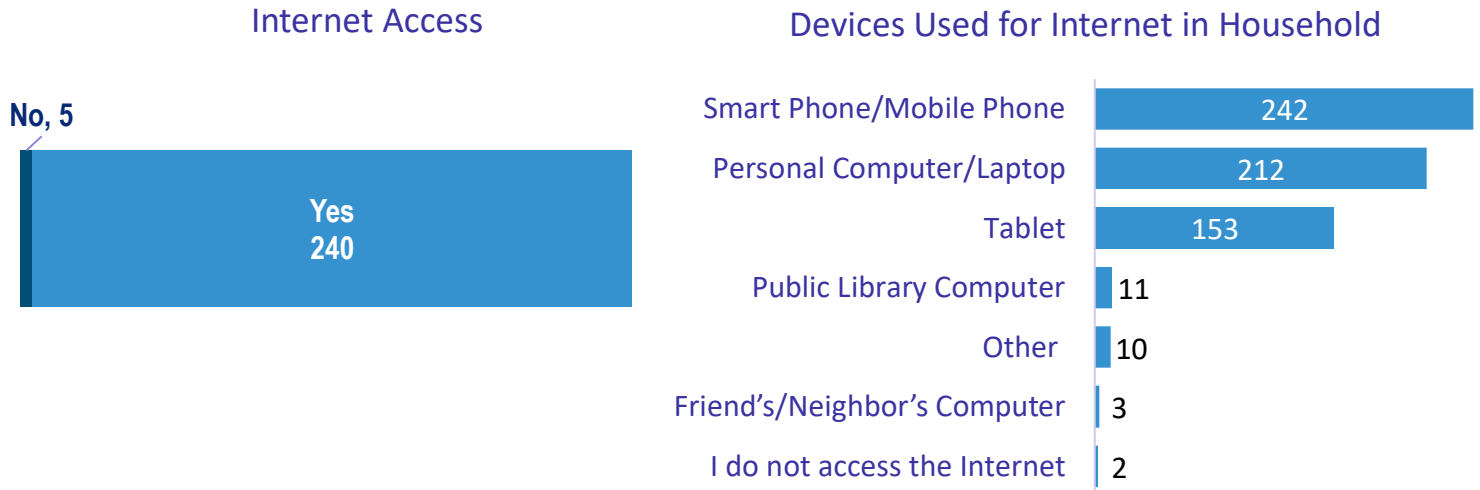 Internet Access
No, 5
Yes
240
Devices Used for Internet in Household
Smart Phone/Mobile Phone 242
Personal Computer/Laptop 212
Tablet 153
Public Library Computer 11
Other 10
Friend’s/Neighbor’s Computer 3
I do not access the Internet 2